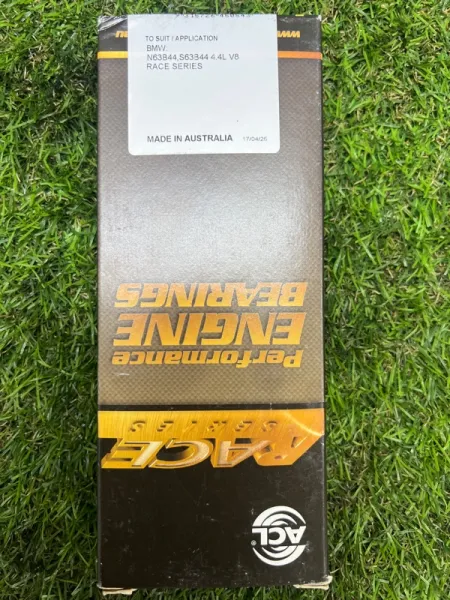 TO SUIT / APPLICATION
BMW
N63B44,S63B44 4.4L V8
RACE SERIES
MADE IN AUSTRALIA 17/04/25
Performance
ENGINE
BEARINGS
RACE
SERIES
ACL
®